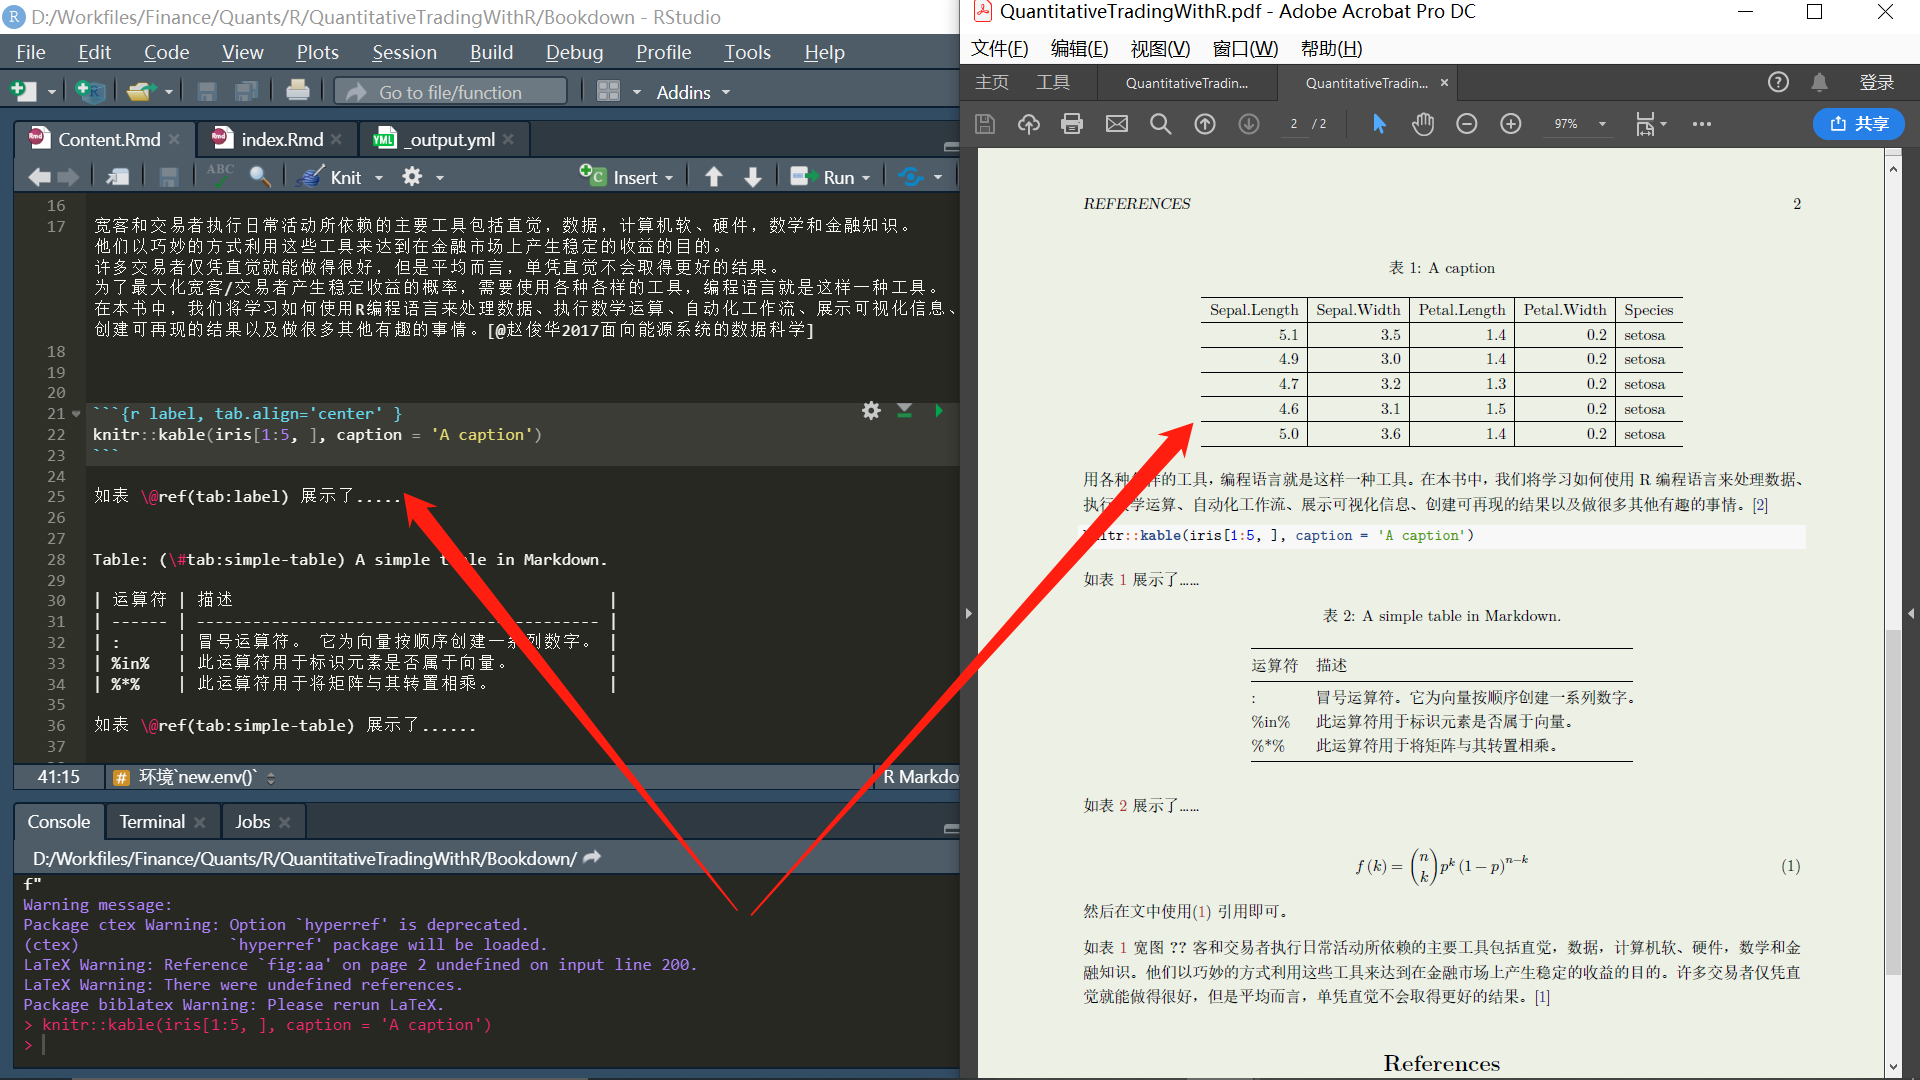 D:/Workfiles/Finance/Quants/R/QuantitativeTradingWithR/Bookdown - RStudio
File Edit Code View Plots Session Build Debug Profile Tools Help
Go to file/function
Addins
Content.Rmd
index.Rmd
_output.yml
ABC
Knit
Insert
Run
16
17 宽客和交易者执行日常活动所依赖的主要工具包括直觉，数据，计算机软、硬件，数学和金融知识。
他们以巧妙的方式利用这些工具来达到在金融市场上产生稳定的收益的目的。
许多交易者仅凭直觉就能做得很好，但是平均而言，单凭直觉不会取得更好的结果。
为了最大化宽客/交易者产生稳定收益的概率，需要使用各种各样的工具，编程语言就是这样一种工具。
在本书中，我们将学习如何使用R编程语言来处理数据、执行数学运算、自动化工作流、展示可视化信息、
创建可再现的结果以及做很多其他有趣的事情。[@赵俊华2017面向能源系统的数据科学]
18
19
20
21 ```{r label, tab.align='center' }
22 knitr::kable(iris[1:5, ], caption = 'A caption')
23 ```
24
25 如表 \@ref(tab:label) 展示了.....
26
27
28 Table: (\#tab:simple-table) A simple table in Markdown.
29
30 | 运算符 | 描述 |
31 | ------ | ------------------------------------------- |
32 | : | 冒号运算符。 它为向量按顺序创建一系列数字。 |
33 | %in% | 此运算符用于标识元素是否属于向量。 |
34 | %*% | 此运算符用于将矩阵与其转置相乘。 |
35
36 如表 \@ref(tab:simple-table) 展示了......
37
41:15
# 环境`new.env()`
R Markdo
Console
Terminal
Jobs
D:/Workfiles/Finance/Quants/R/QuantitativeTradingWithR/Bookdown/
f"
Warning message:
Package ctex Warning: Option `hyperref' is deprecated.
(ctex) `hyperref' package will be loaded.
LaTeX Warning: Reference `fig:aa' on page 2 undefined on input line 200.
LaTeX Warning: There were undefined references.
Package biblatex Warning: Please rerun LaTeX.
> knitr::kable(iris[1:5, ], caption = 'A caption')
>
QuantitativeTradingWithR.pdf - Adobe Acrobat Pro DC
文件(F) 编辑(E) 视图(V) 窗口(W) 帮助(H)
主页 工具 QuantitativeTradin... QuantitativeTradin... × 登录
2 / 2 97% 共享
REFERENCES 2
表 1: A caption
Sepal.Length Sepal.Width Petal.Length Petal.Width Species
5.1 3.5 1.4 0.2 setosa
4.9 3.0 1.4 0.2 setosa
4.7 3.2 1.3 0.2 setosa
4.6 3.1 1.5 0.2 setosa
5.0 3.6 1.4 0.2 setosa
用各种 样的工具，编程语言就是这样一种工具。在本书中，我们将学习如何使用 R 编程语言来处理数据、
执行 学运算、自动化工作流、展示可视化信息、创建可再现的结果以及做很多其他有趣的事情。[2]
knitr::kable(iris[1:5, ], caption = 'A caption')
如表 1 展示了......
表 2: A simple table in Markdown.
运算符 描述
: 冒号运算符。它为向量按顺序创建一系列数字。
%in% 此运算符用于标识元素是否属于向量。
%*% 此运算符用于将矩阵与其转置相乘。
如表 2 展示了......
f (k) = (n k) p^k (1 − p)^{n−k} (1)
然后在文中使用(1) 引用即可。
如表 1 宽图 ?? 客和交易者执行日常活动所依赖的主要工具包括直觉，数据，计算机软、硬件，数学和金
融知识。他们以巧妙的方式利用这些工具来达到在金融市场上产生稳定的收益的目的。许多交易者仅凭直
觉就能做得很好，但是平均而言，单凭直觉不会取得更好的结果。[1]
References